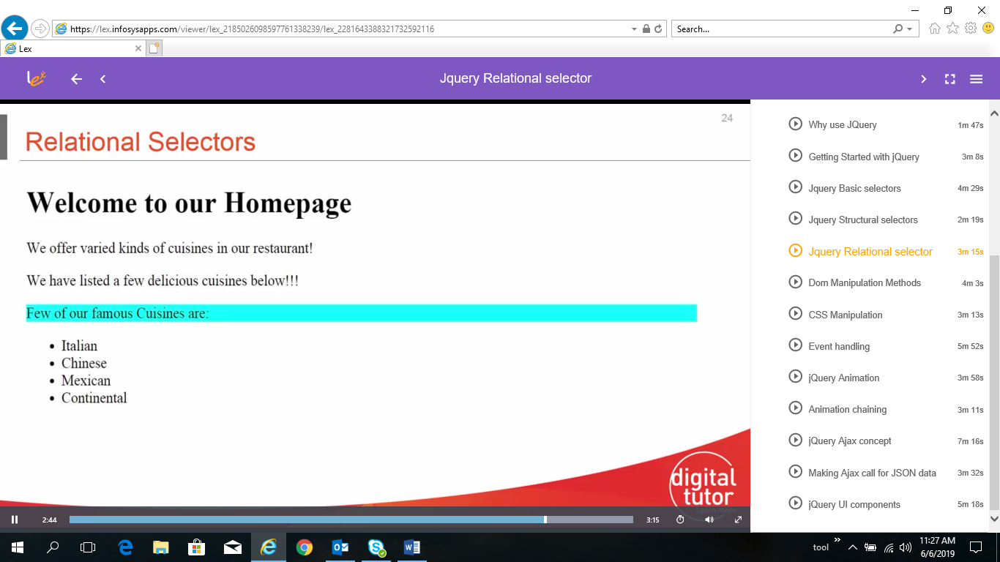 https://lex.infosysapps.com/viewer/lex_2185026098597761338239/lex_2281643388321732592116
Search...
Lex
lex
Jquery Relational selector
24
Relational Selectors
Welcome to our Homepage
We offer varied kinds of cuisines in our restaurant!
We have listed a few delicious cuisines below!!!
Few of our famous Cuisines are:
• Italian
• Chinese
• Mexican
• Continental
digital
tutor
Learn more
2:44
3:15
Why use JQuery 1m 47s
Getting Started with jQuery 3m 8s
Jquery Basic selectors 4m 29s
Jquery Structural selectors 2m 19s
Jquery Relational selector 3m 15s
Dom Manipulation Methods 4m 3s
CSS Manipulation 3m 13s
Event handling 5m 52s
jQuery Animation 3m 58s
Animation chaining 3m 11s
jQuery Ajax concept 7m 16s
Making Ajax call for JSON data 3m 32s
jQuery UI components 5m 18s
tool
11:27 AM
6/6/2019